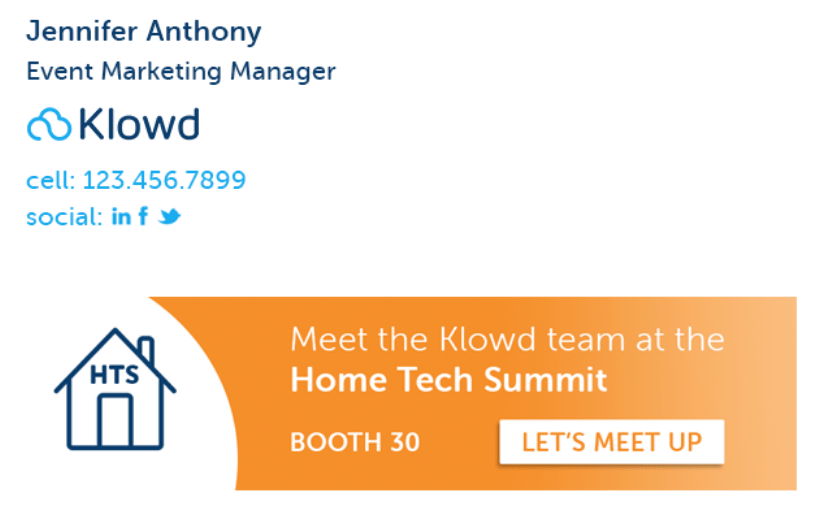 Jennifer Anthony
Event Marketing Manager
Klowd
cell: 123.456.7899
social: in f
HTS
Meet the Klowd team at the
Home Tech Summit
BOOTH 30
LET'S MEET UP